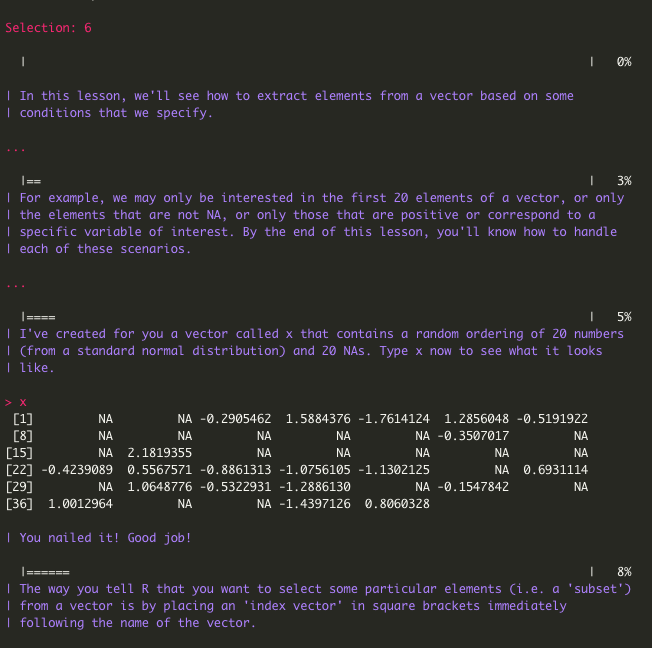 Selection: 6
|                                                                              |   0%
| In this lesson, we'll see how to extract elements from a vector based on some
| conditions that we specify.
...
|==                                                                            |   3%
| For example, we may only be interested in the first 20 elements of a vector, or only
| the elements that are not NA, or only those that are positive or correspond to a
| specific variable of interest. By the end of this lesson, you'll know how to handle
| each of these scenarios.
...
|====                                                                          |   5%
| I've created for you a vector called x that contains a random ordering of 20 numbers
| (from a standard normal distribution) and 20 NAs. Type x now to see what it looks
| like.
> x
[1]         NA         NA -0.2905462  1.5884376 -1.7614124  1.2856048 -0.5191922
[8]         NA         NA         NA         NA         NA -0.3507017         NA
[15]         NA  2.1819355         NA         NA         NA         NA         NA
[22] -0.4239089  0.5567571 -0.8861313 -1.0756105 -1.1302125         NA  0.6931114
[29]         NA  1.0648776 -0.5322931 -1.2886130         NA -0.1547842         NA
[36]  1.0012964         NA         NA -1.4397126  0.8060328
| You nailed it! Good job!
|======                                                                        |   8%
| The way you tell R that you want to select some particular elements (i.e. a 'subset')
| from a vector is by placing an 'index vector' in square brackets immediately
| following the name of the vector.